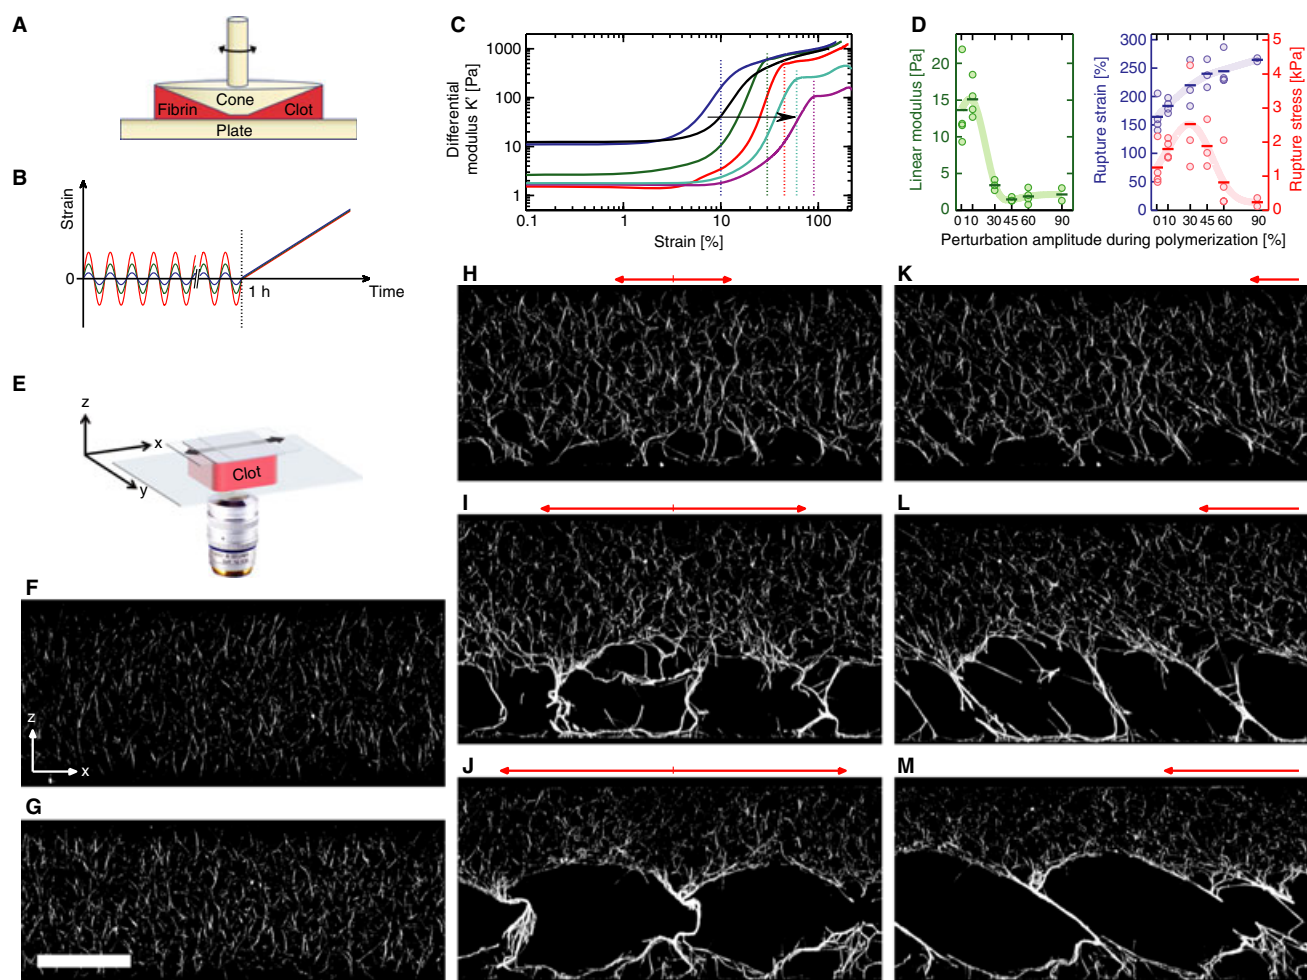 A
Cone
Fibrin
Clot
Plate
B
Strain
0
1 h
Time
C
Differential
modulus K' [Pa]
1000
100
10
1
0.1
1
10
100
Strain [%]
D
Linear modulus [Pa]
20
15
10
5
0
0 10 30 45 60 90
Rupture strain [%]
300
250
200
150
100
50
0
0 10 30 45 60 90
5
4
3
2
1
0
Rupture stress [kPa]
Perturbation amplitude during polymerization [%]
E
z
x
y
Clot
F
z
x
G
H
I
J
K
L
M